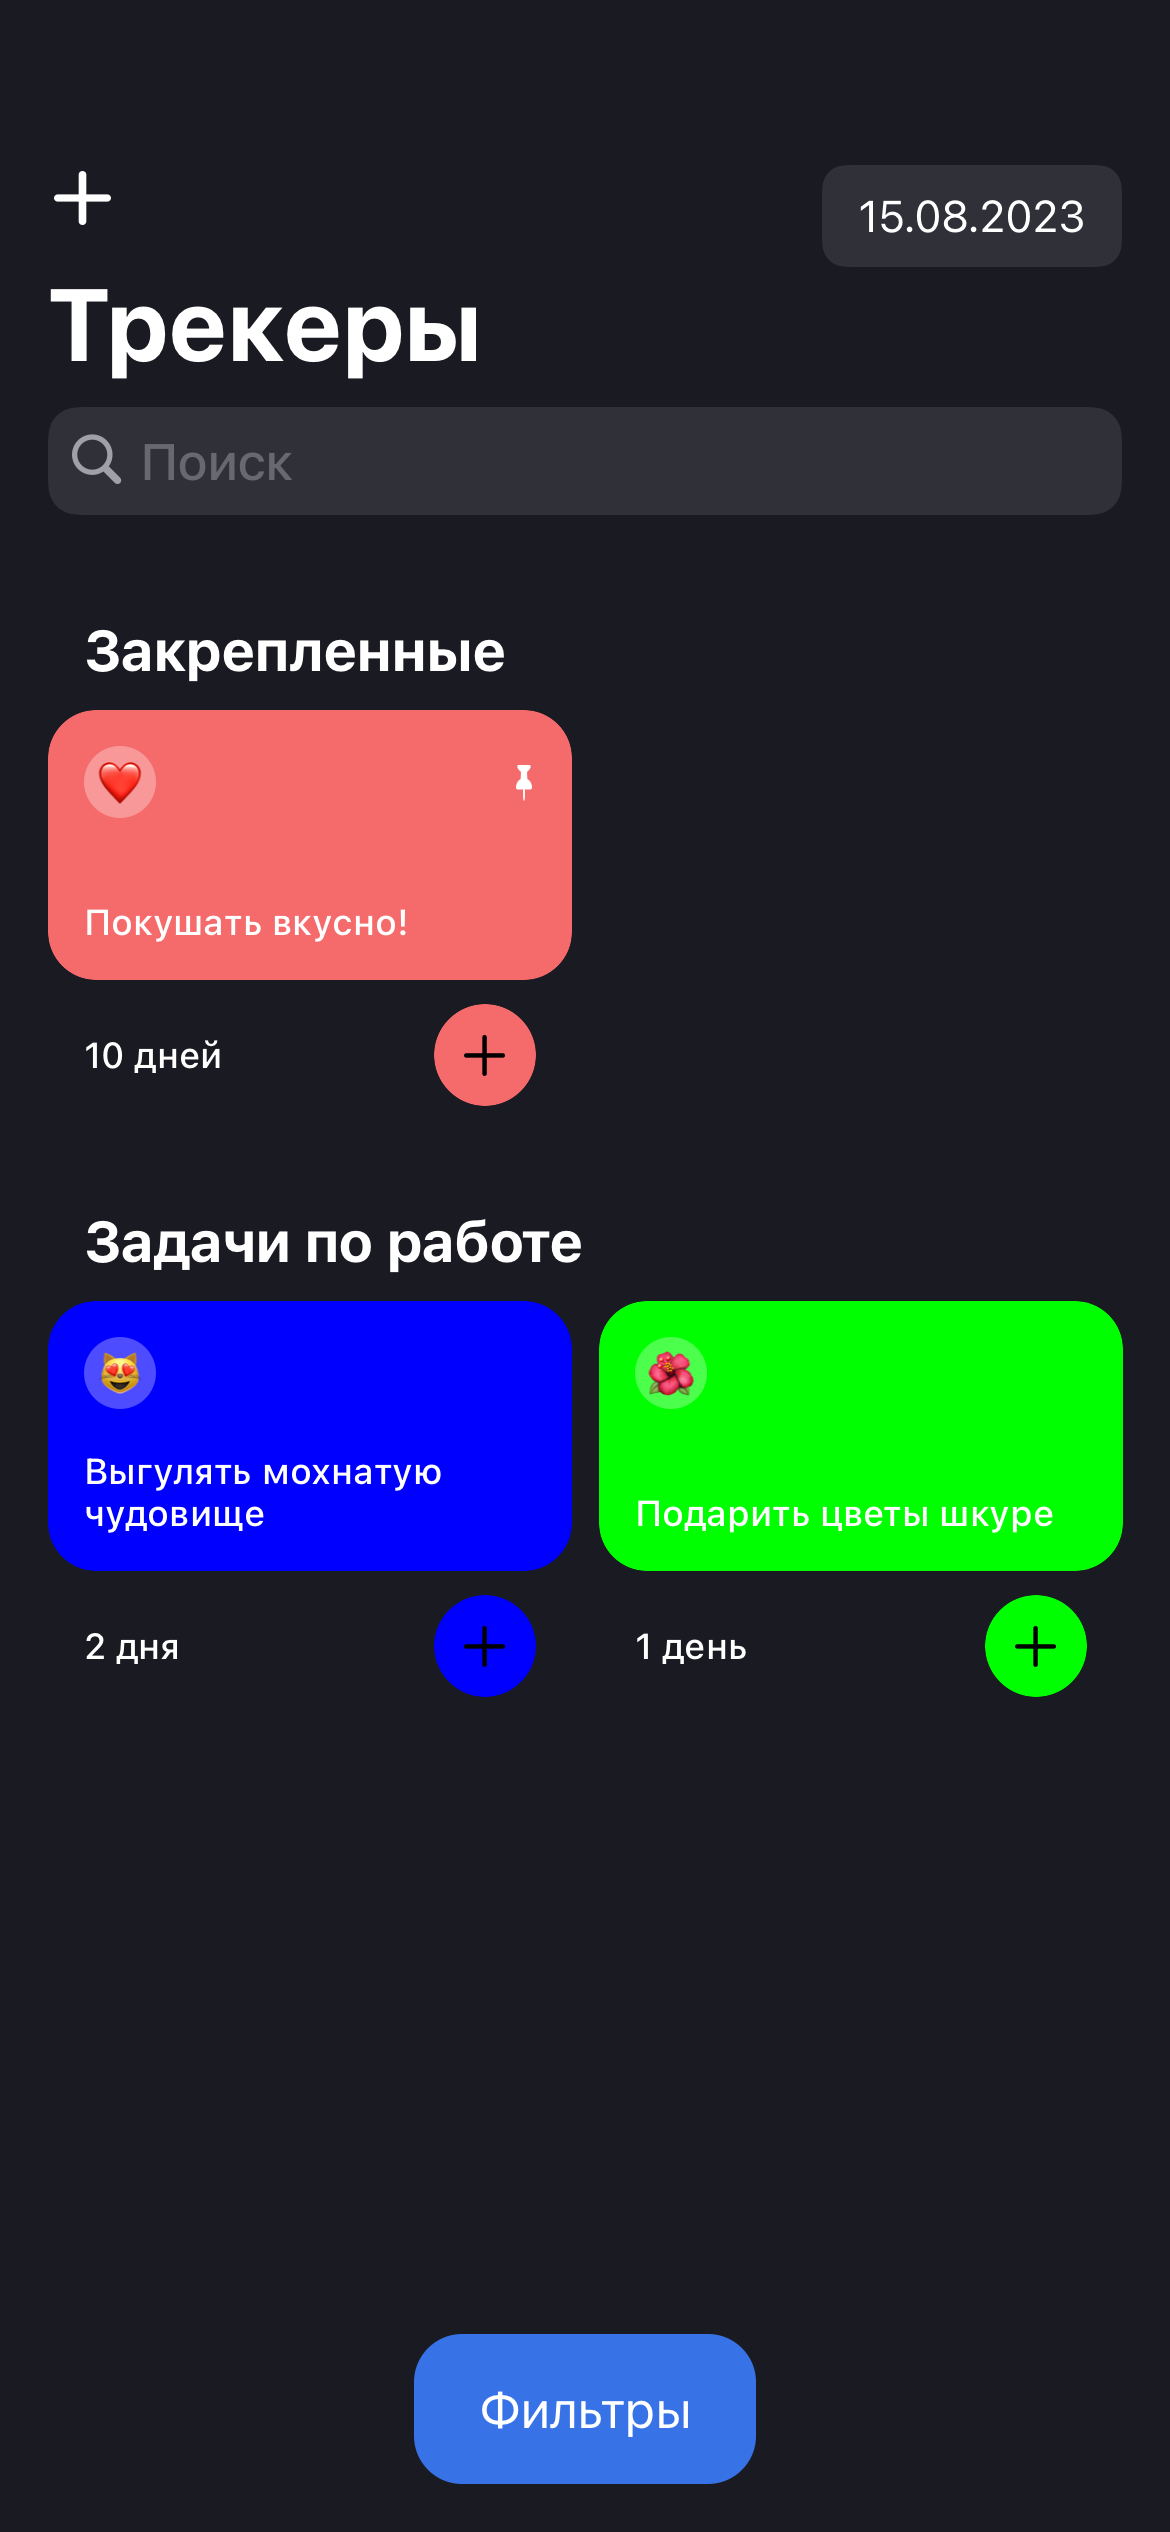 15.08.2023
Трекеры
Поиск
Закрепленные
Покушать вкусно!
10 дней
Задачи по работе
Выгулять мохнатую
чудовище
2 дня
Подарить цветы шкуре
1 день
Фильтры